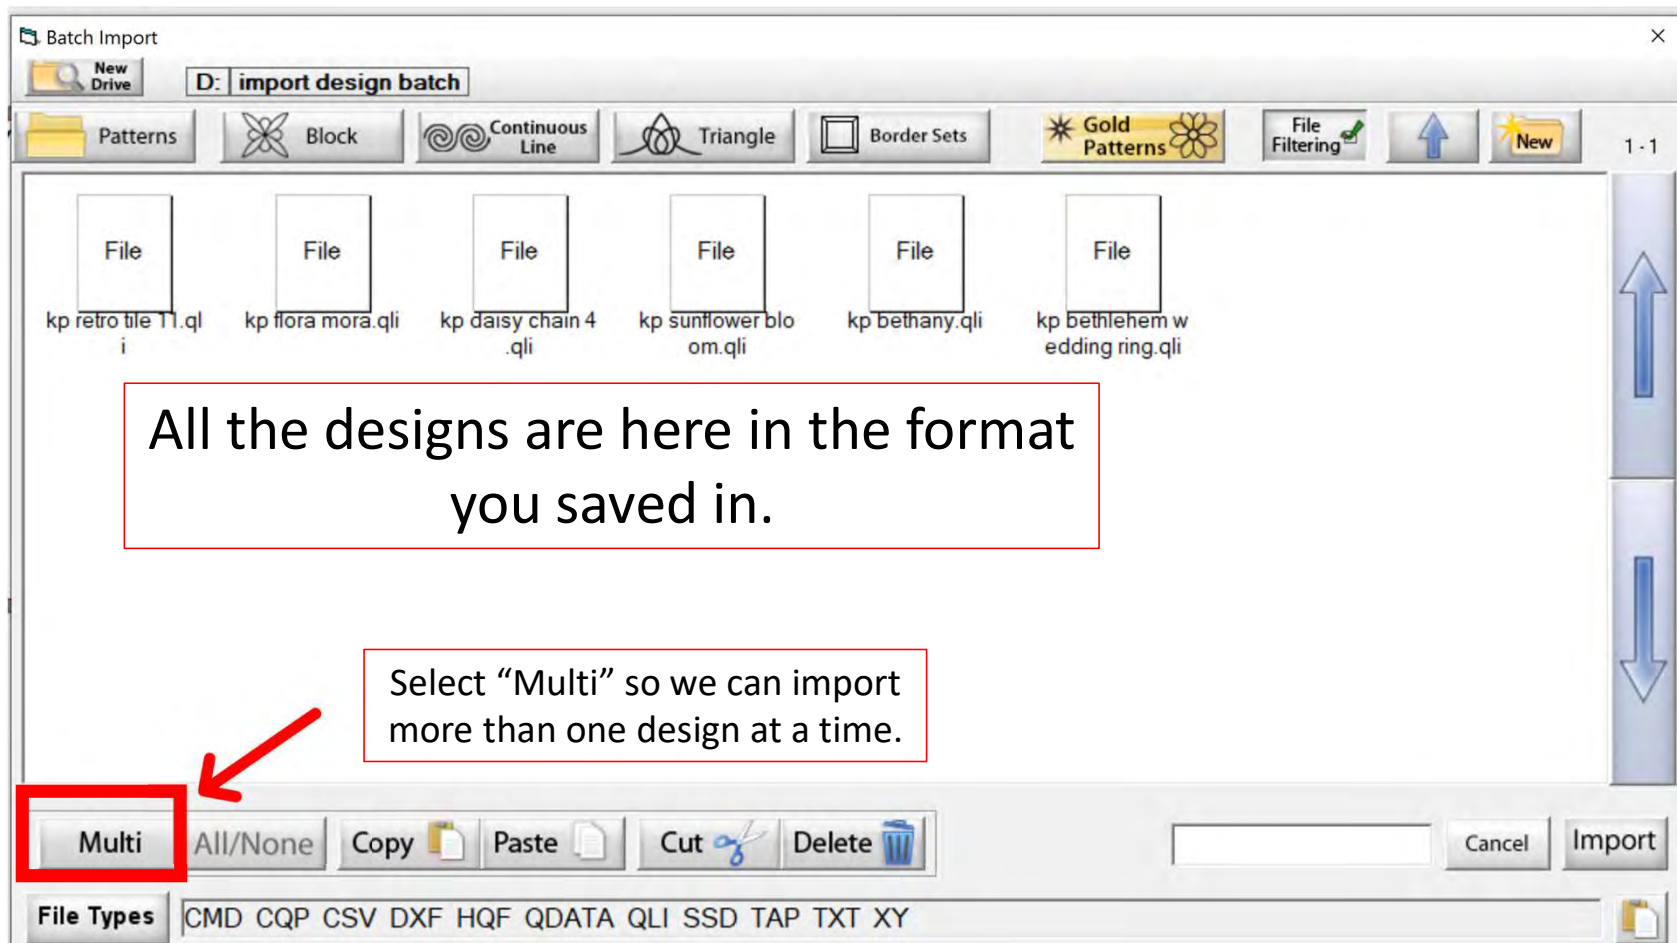 Batch Import
New
Drive
D: import design batch
Patterns
Block
Continuous
Line
Triangle
Border Sets
Gold
Patterns
File
Filtering
New
1 - 1
File
File
File
File
File
File
kp retro tile 11.ql
i
kp flora mora.qli
kp daisy chain 4
.qli
kp sunflower blo
om.qli
kp bethany.qli
kp bethlehem w
edding ring.qli
All the designs are here in the format
you saved in.
Select “Multi” so we can import
more than one design at a time.
Multi
All/None
Copy
Paste
Cut
Delete
Cancel
Import
File Types
CMD CQP CSV DXF HQF QDATA QLI SSD TAP TXT XY